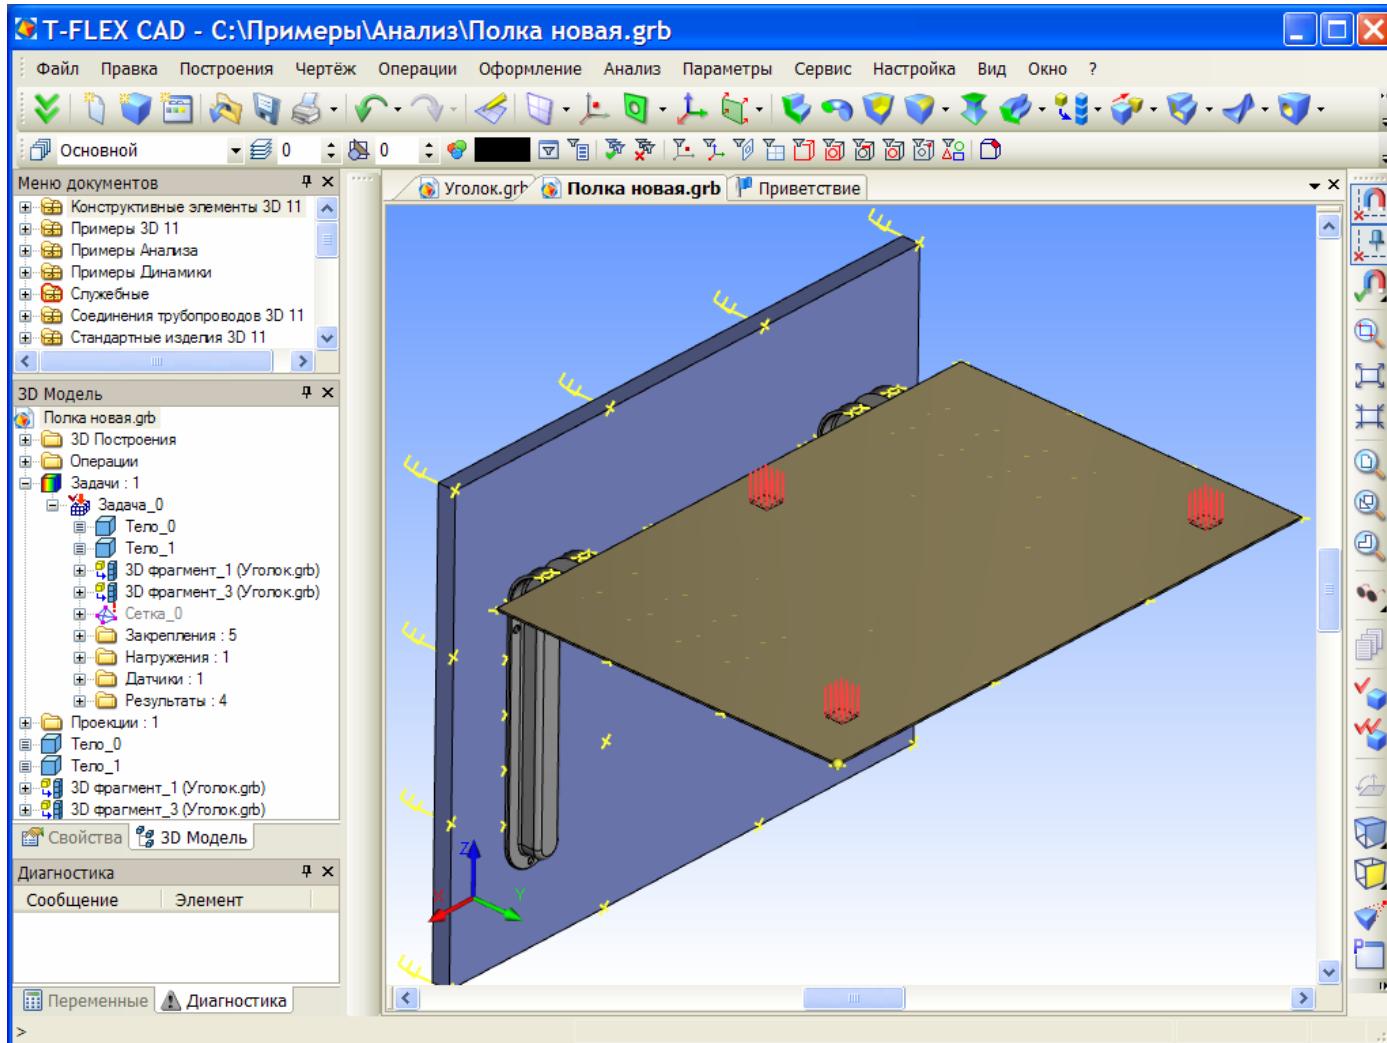 T-FLEX CAD - C:\Примеры\Анализ\Полка новая.grb
Файл Правка Построения Чертёж Операции Оформление Анализ Параметры Сервис Настройка Вид Окно ?
Основной 0 0
Меню документов
Конструктивные элементы 3D 11
Примеры 3D 11
Примеры Анализа
Примеры Динамики
Служебные
Соединения трубопроводов 3D 11
Стандартные изделия 3D 11
3D Модель
Полка новая.grb
3D Построения
Операции
Задачи : 1
Задача_0
Тело_0
Тело_1
3D фрагмент_1 (Уголок.grb)
3D фрагмент_3 (Уголок.grb)
Сетка_0
Закрепления : 5
Нагружения : 1
Датчики : 1
Результаты : 4
Проекции : 1
Тело_0
Тело_1
3D фрагмент_1 (Уголок.grb)
3D фрагмент_3 (Уголок.grb)
Свойства 3D Модель
Диагностика
Сообщение Элемент
Переменные Диагностика
>
Уголок.grb Полка новая.grb Приветствие
Z
X Y